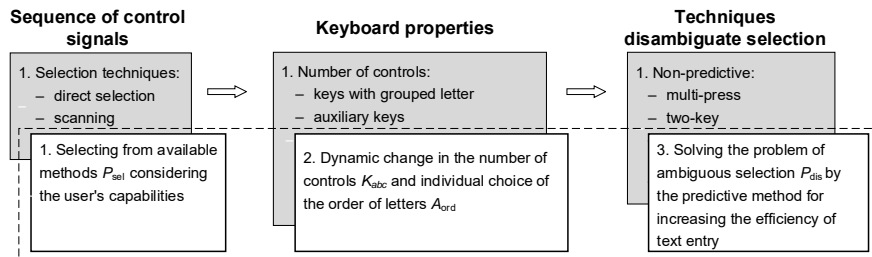 Sequence of control
signals
1. Selection techniques:
– direct selection
– scanning
1. Selecting from available
methods Psel considering
the user's capabilities
Keyboard properties
1. Number of controls:
– keys with grouped letter
– auxiliary keys
2. Dynamic change in the number of
controls Kabc and individual choice of
the order of letters Aord
Techniques
disambiguate selection
1. Non-predictive:
– multi-press
– two-key
3. Solving the problem of
ambiguous selection Pdis by
the predictive method for
increasing the efficiency of
text entry